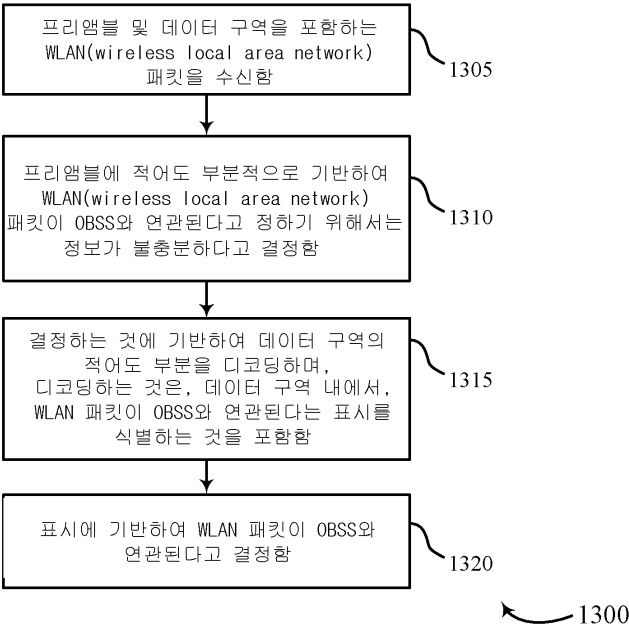 프리앰블 및 데이터 구역을 포함하는
WLAN(wireless local area network)
패킷을 수신함
1305
프리앰블에 적어도 부분적으로 기반하여
WLAN(wireless local area network)
패킷이 OBSS와 연관된다고 정하기 위해서는
정보가 불충분하다고 결정함
1310
결정하는 것에 기반하여 데이터 구역의
적어도 부분을 디코딩하며,
디코딩하는 것은, 데이터 구역 내에서,
WLAN 패킷이 OBSS와 연관된다는 표시를
식별하는 것을 포함함
1315
표시에 기반하여 WLAN 패킷이 OBSS와
연관된다고 결정함
1320
1300